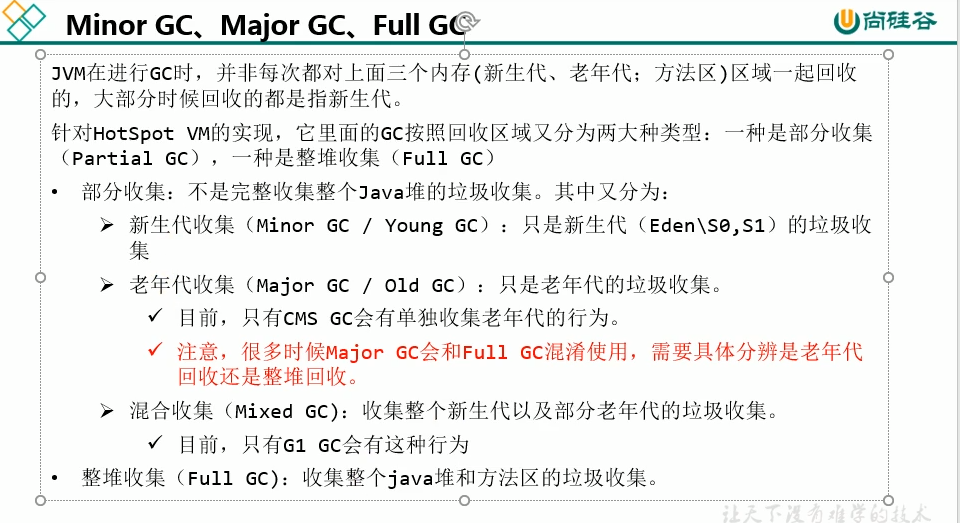 Minor GC、Major GC、Full GC
尚硅谷
JVM在进行GC时，并非每次都对上面三个内存(新生代、老年代；方法区)区域一起回收
的，大部分时候回收的都是指新生代。
针对HotSpot VM的实现，它里面的GC按照回收区域又分为两大种类型：一种是部分收集
（Partial GC），一种是整堆收集（Full GC）
• 部分收集：不是完整收集整个Java堆的垃圾收集。其中又分为：
➢ 新生代收集（Minor GC / Young GC）：只是新生代（Eden\S0,S1）的垃圾收
集
➢ 老年代收集（Major GC / Old GC）：只是老年代的垃圾收集。
✓ 目前，只有CMS GC会有单独收集老年代的行为。
✓ 注意，很多时候Major GC会和Full GC混淆使用，需要具体分辨是老年代
回收还是整堆回收。
➢ 混合收集（Mixed GC)：收集整个新生代以及部分老年代的垃圾收集。
✓ 目前，只有G1 GC会有这种行为
• 整堆收集（Full GC)：收集整个java堆和方法区的垃圾收集。
让天下没有难学的技术